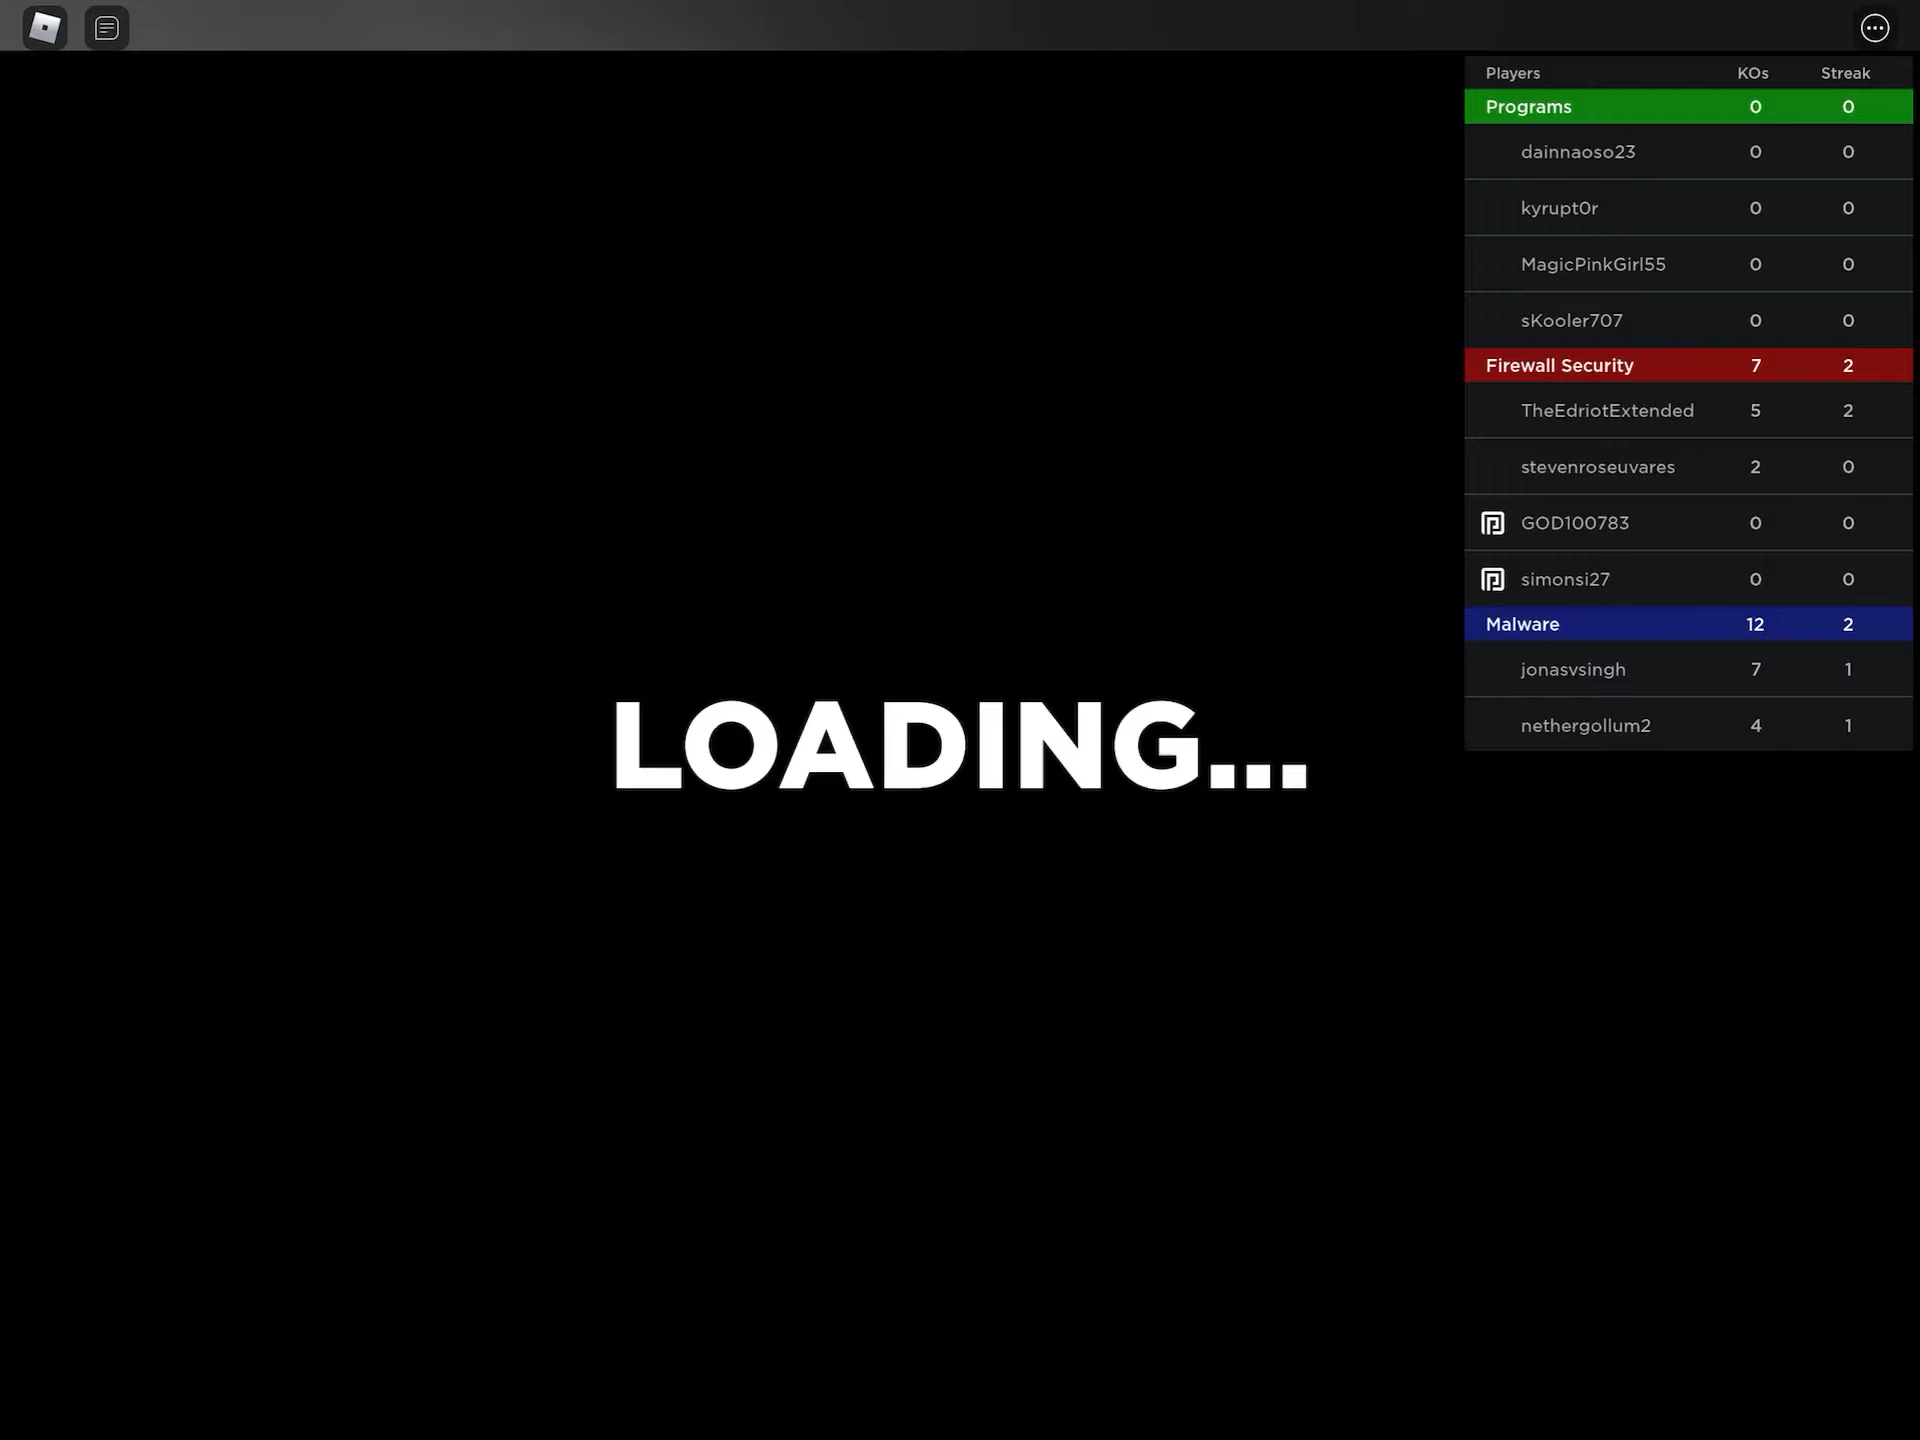 Players KOs Streak
Programs 0 0
dainnaoso23 0 0
kyrupt0r 0 0
MagicPinkGirl55 0 0
sKooler707 0 0
Firewall Security 7 2
TheEdriotExtended 5 2
stevenroseuvares 2 0
GOD100783 0 0
simonsi27 0 0
Malware 12 2
jonasvsingh 7 1
nethergollum2 4 1
LOADING...